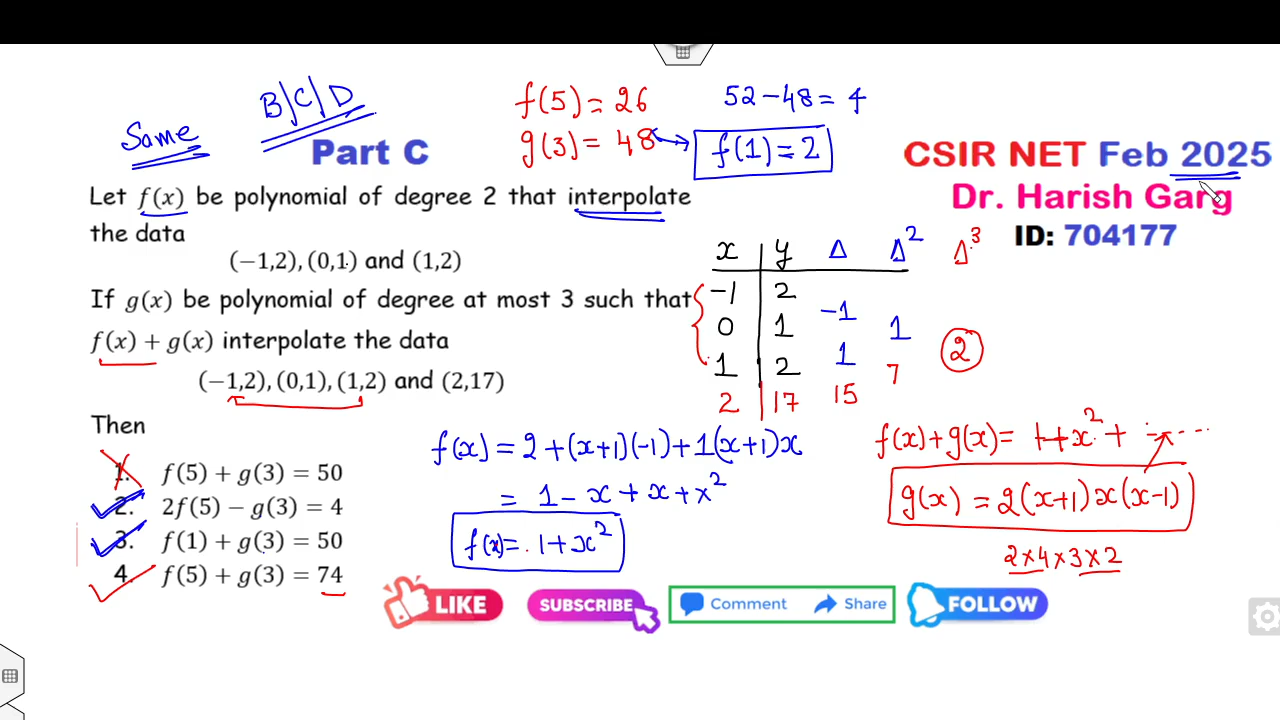 B/C/D
Same
f(5) = 26
52-48 = 4
g(3) = 48
f(1) = 2
Part C
CSIR NET Feb 2025
Dr. Harish Garg
ID: 704177
Let f(x) be polynomial of degree 2 that interpolate
the data
(−1,2), (0,1) and (1,2)
If g(x) be polynomial of degree at most 3 such that
f(x) + g(x) interpolate the data
(−1,2), (0,1), (1,2) and (2,17)
Then
1. f(5) + g(3) = 50
2. 2f(5) − g(3) = 4
3. f(1) + g(3) = 50
4. f(5) + g(3) = 74
x y Δ Δ² Δ³
-1 2
-1
0 1 1
1 2
1 2 7
2 17 15
f(x) = 2+(x+1)(-1)+1(x+1)x
= 1-x+x+x²
f(x)= 1+x²
f(x)+g(x)= 1+x²+ ......
g(x) = 2(x+1)x(x-1)
2×4×3×2
LIKE
SUBSCRIBE
Comment
Share
FOLLOW